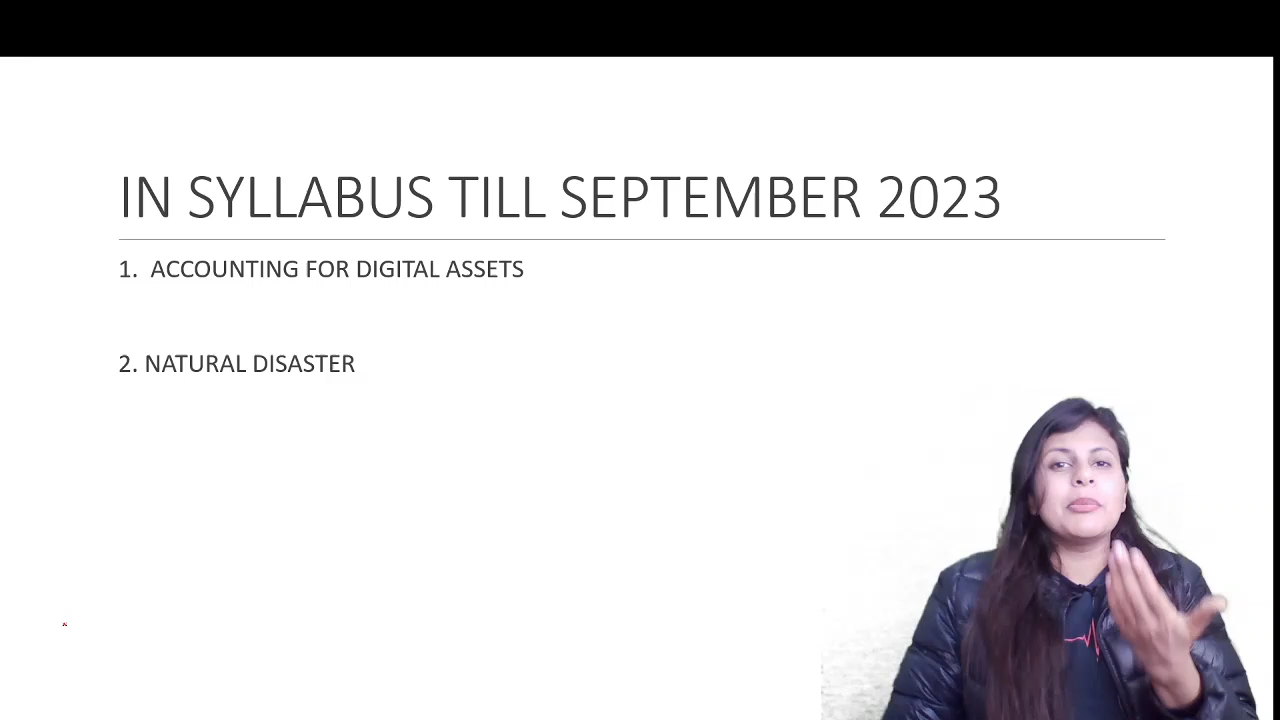 IN SYLLABUS TILL SEPTEMBER 2023
1. ACCOUNTING FOR DIGITAL ASSETS
2. NATURAL DISASTER